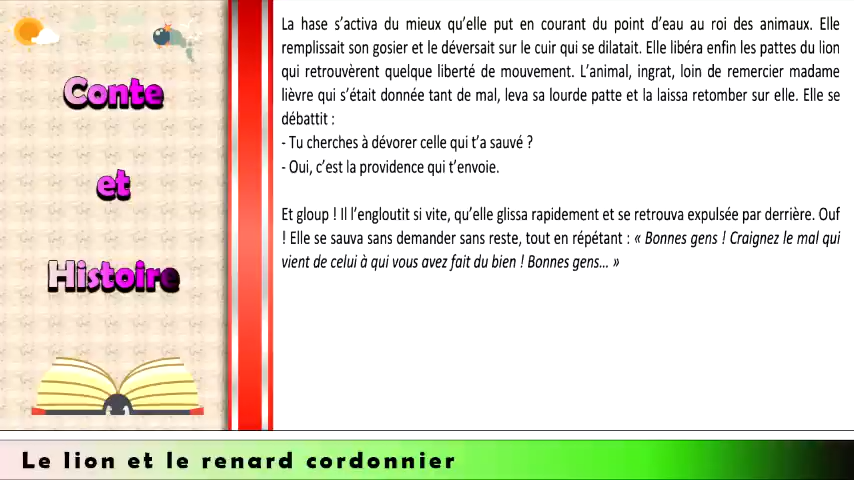 Conte
et
Histoire
La hase s’activa du mieux qu’elle put en courant du point d’eau au roi des animaux. Elle
remplissait son gosier et le déversait sur le cuir qui se dilatait. Elle libéra enfin les pattes du lion
qui retrouvèrent quelque liberté de mouvement. L’animal, ingrat, loin de remercier madame
lièvre qui s’était donnée tant de mal, leva sa lourde patte et la laissa retomber sur elle. Elle se
débattit :
- Tu cherches à dévorer celle qui t’a sauvé ?
- Oui, c’est la providence qui t’envoie.
Et gloup ! Il l’engloutit si vite, qu’elle glissa rapidement et se retrouva expulsée par derrière. Ouf
! Elle se sauva sans demander sans reste, tout en répétant : « Bonnes gens ! Craignez le mal qui
vient de celui à qui vous avez fait du bien ! Bonnes gens... »
Le lion et le renard cordonnier